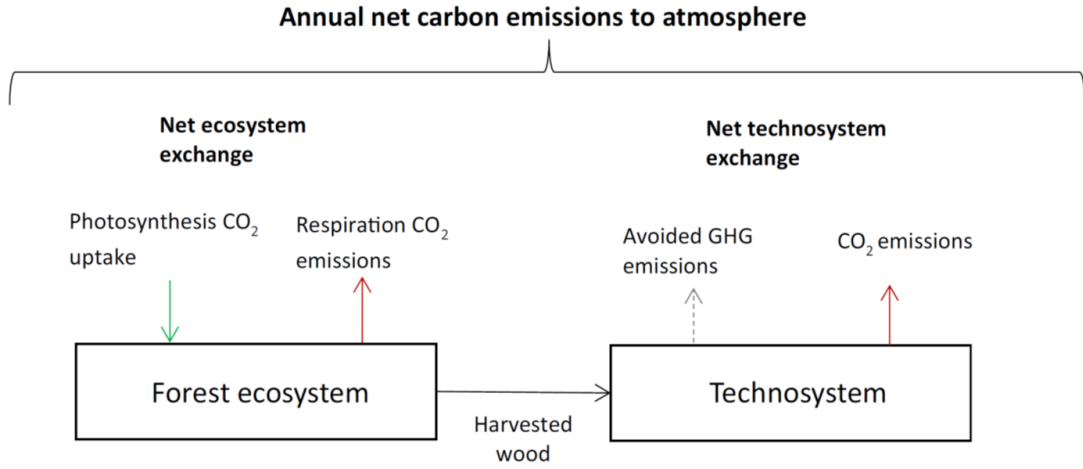 Annual net carbon emissions to atmosphere
Net ecosystem
exchange
Net technosystem
exchange
Photosynthesis CO₂
uptake
Respiration CO₂
emissions
Avoided GHG
emissions
CO₂ emissions
Forest ecosystem
Harvested
wood
Technosystem